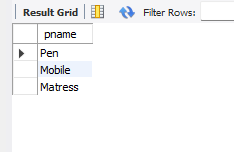 Result Grid Filter Rows:
pname
Pen
Mobile
Matress